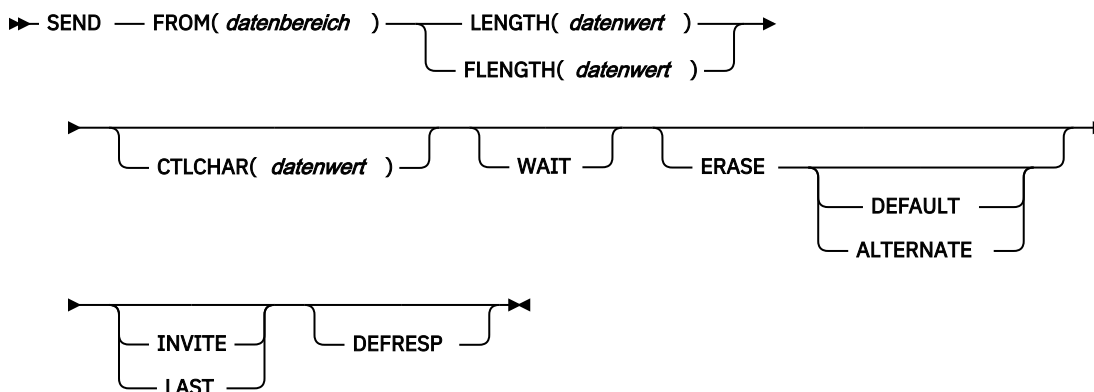 SEND FROM( datenbereich ) LENGTH( datenwert )
FLENGTH( datenwert )
CTLCHAR( datenwert ) WAIT ERASE
DEFAULT
ALTERNATE
INVITE DEFRESP
LAST